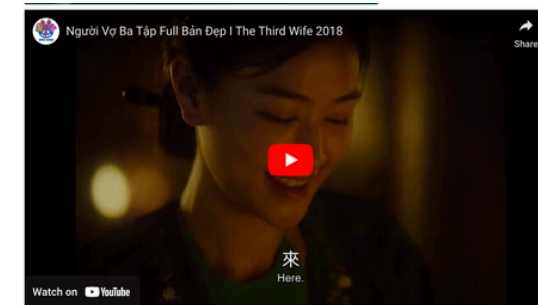 Người Vợ Ba Tập Full Bản Đẹp I The Third Wife 2018
Share
來
Here.
Watch on YouTube